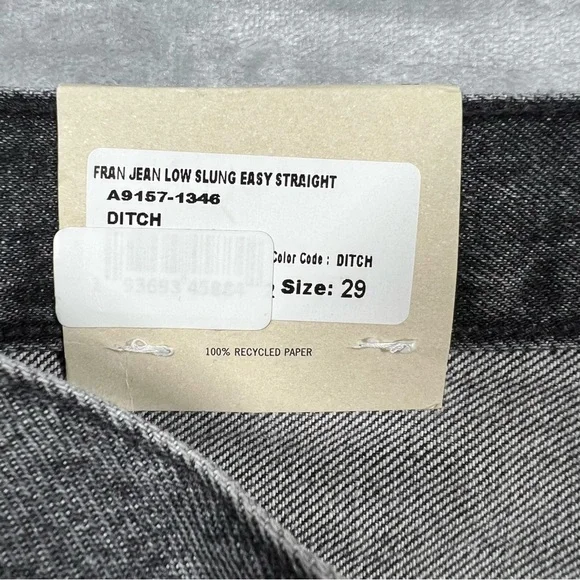 FRAN JEAN LOW SLUNG EASY STRAIGHT
A9157-1346
DITCH
Color Code : DITCH
Size: 29
100% RECYCLED PAPER